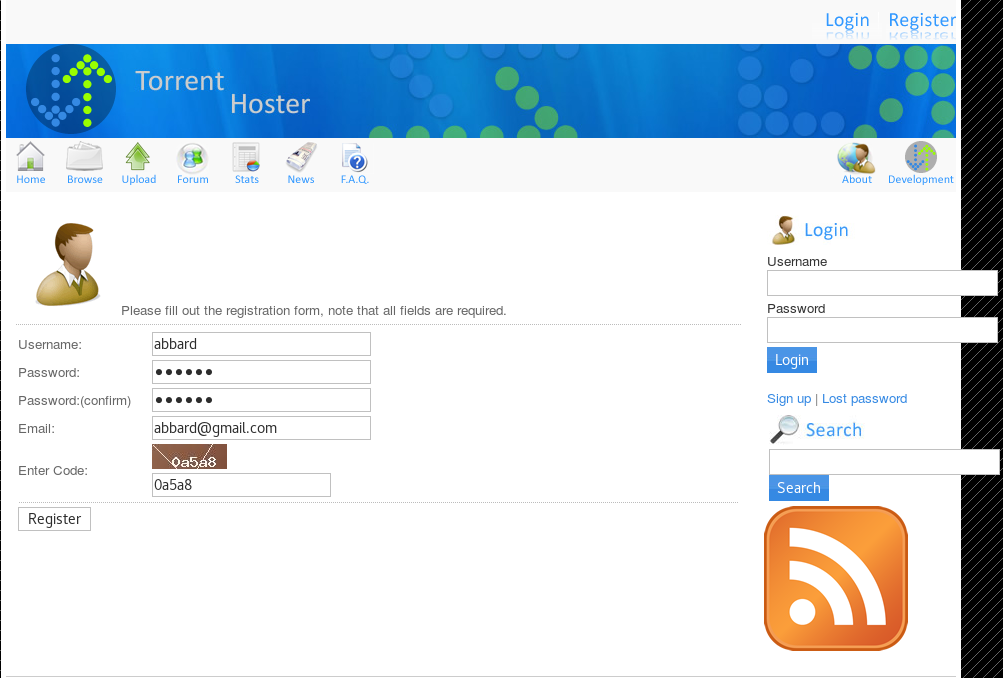 Login Register
Torrent
Hoster
Home Browse Upload Forum Stats News F.A.Q. About Development
Please fill out the registration form, note that all fields are required.
Username: abbard
Password: ●●●●●●
Password:(confirm) ●●●●●●
Email: abbard@gmail.com
0a5a8
Enter Code:
0a5a8
Register
Login
Username
Password
Login
Sign up | Lost password
Search
Search